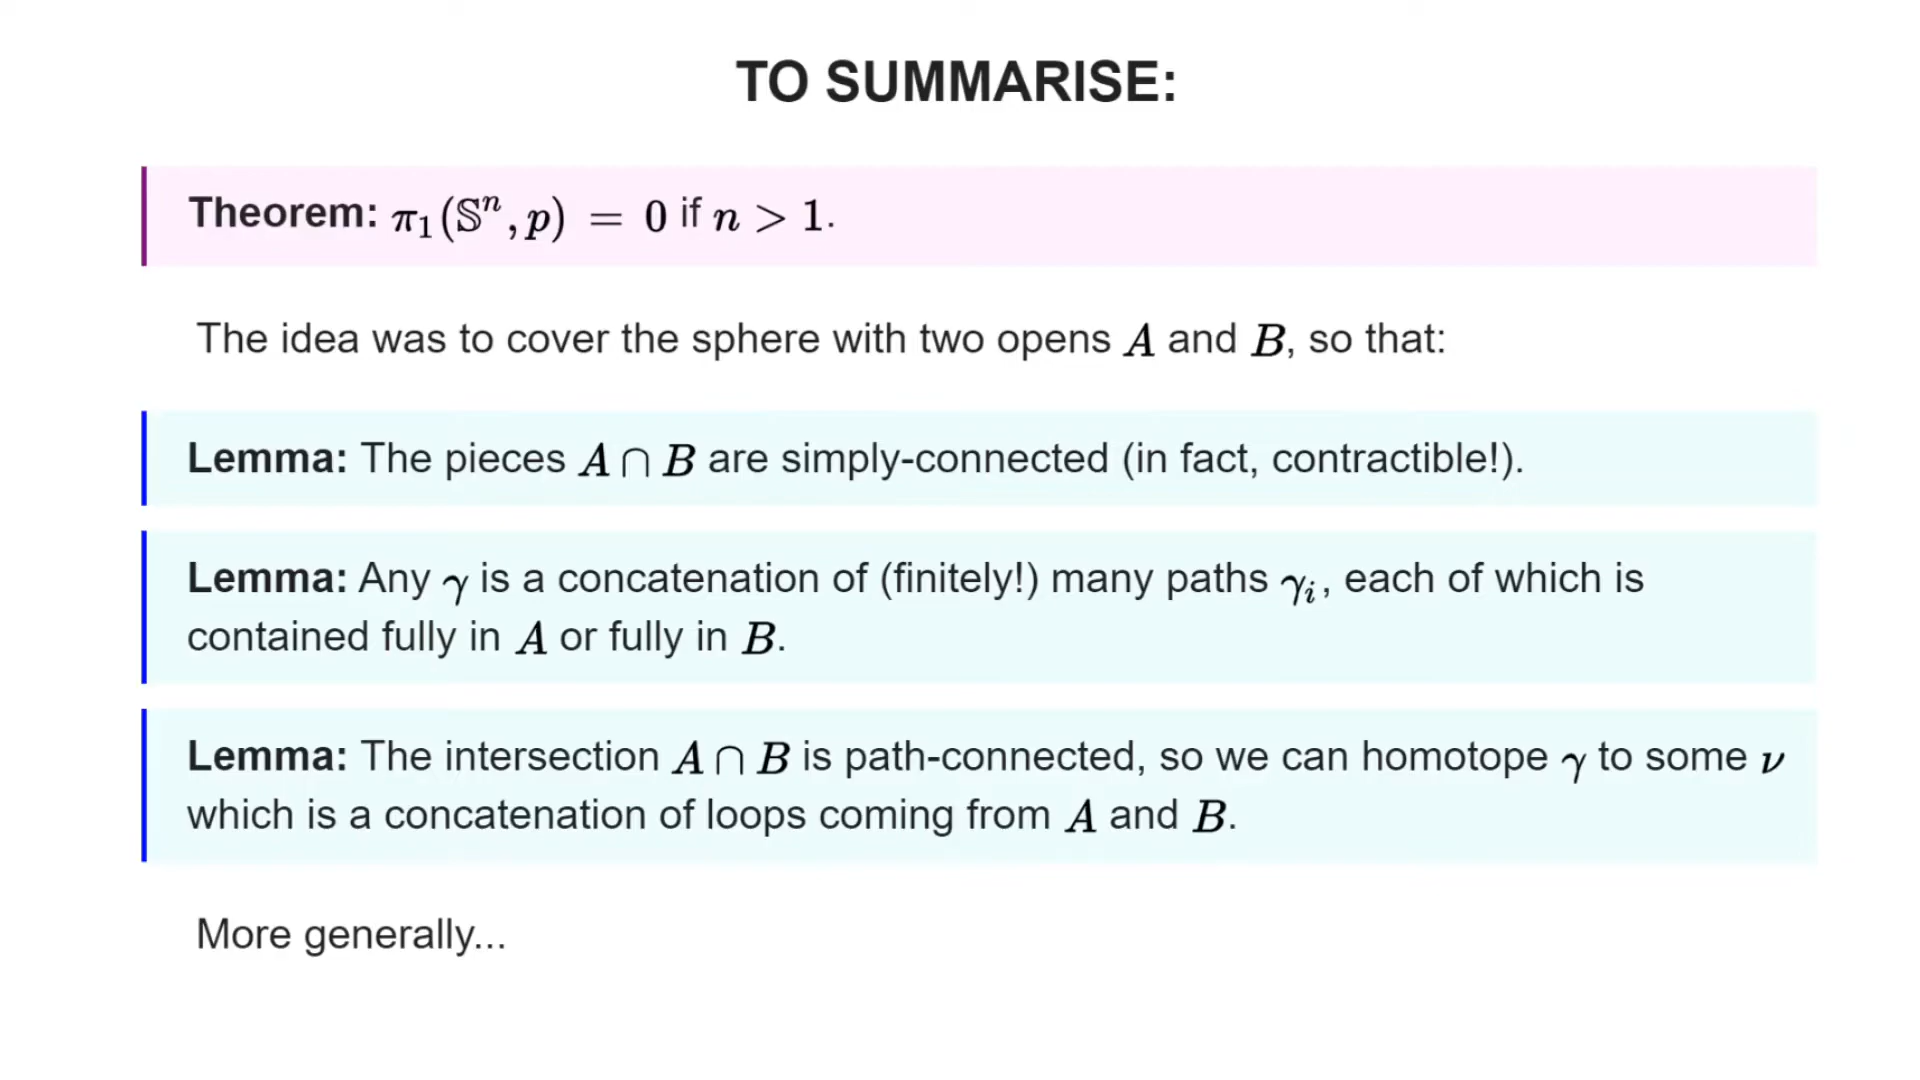 TO SUMMARISE:
Theorem: π₁(𝕊ⁿ, p) = 0 if n > 1.
The idea was to cover the sphere with two opens A and B, so that:
Lemma: The pieces A ∩ B are simply-connected (in fact, contractible!).
Lemma: Any γ is a concatenation of (finitely!) many paths γᵢ, each of which is
contained fully in A or fully in B.
Lemma: The intersection A ∩ B is path-connected, so we can homotope γ to some ν
which is a concatenation of loops coming from A and B.
More generally...